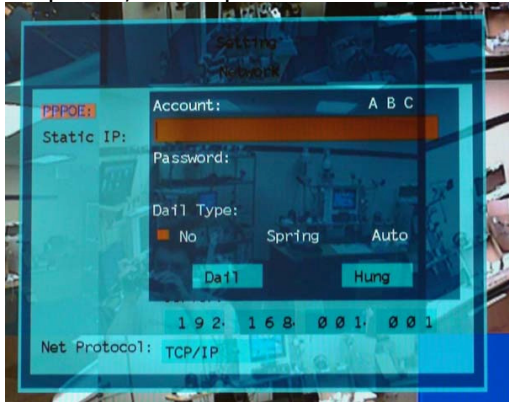 Setting
Network
PPPOE:
Account: A B C
Static IP:
Password:
Dail Type:
No Spring Auto
Dail Hung
192. 168. 001. 001
Net Protocol: TCP/IP